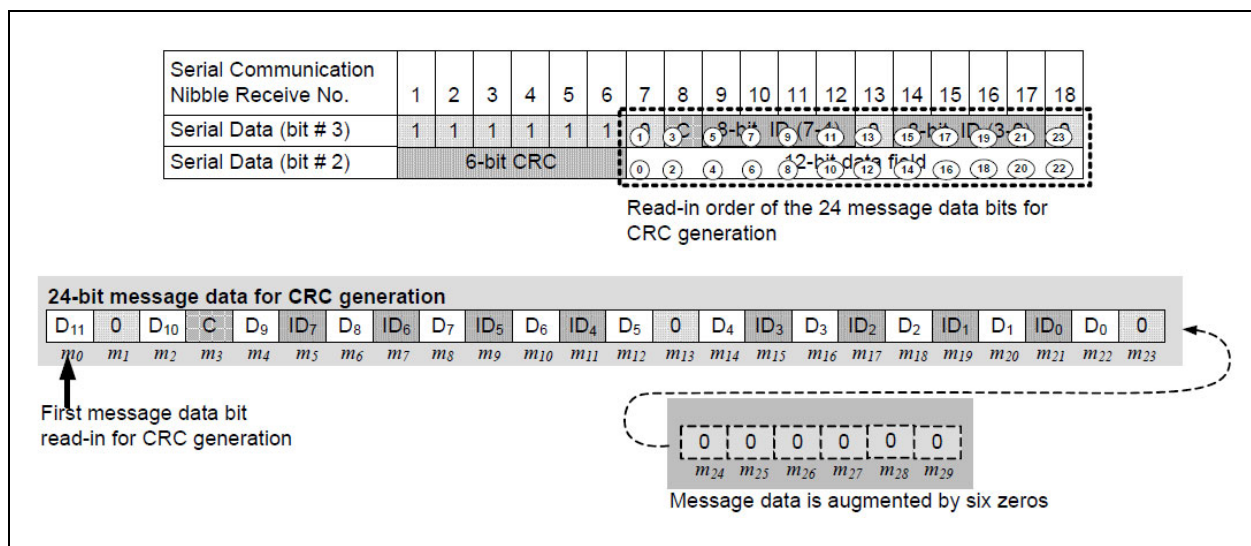 Serial Communication
Nibble Receive No. 1 2 3 4 5 6 7 8 9 10 11 12 13 14 15 16 17 18
Serial Data (bit # 3) 1 1 1 1 1 1 0 C 8-bit ID (7-4) 0 8-bit ID (3-0) 0
1 3 5 7 9 11 13 15 17 19 21 23
Serial Data (bit # 2) 6-bit CRC 12-bit data field
0 2 4 6 8 10 12 14 16 18 20 22
Read-in order of the 24 message data bits for
CRC generation
24-bit message data for CRC generation
D11 0 D10 C D9 ID7 D8 ID6 D7 ID5 D6 ID4 D5 0 D4 ID3 D3 ID2 D2 ID1 D1 ID0 D0 0
m0 m1 m2 m3 m4 m5 m6 m7 m8 m9 m10 m11 m12 m13 m14 m15 m16 m17 m18 m19 m20 m21 m22 m23
First message data bit
read-in for CRC generation
0 0 0 0 0 0
m24 m25 m26 m27 m28 m29
Message data is augmented by six zeros